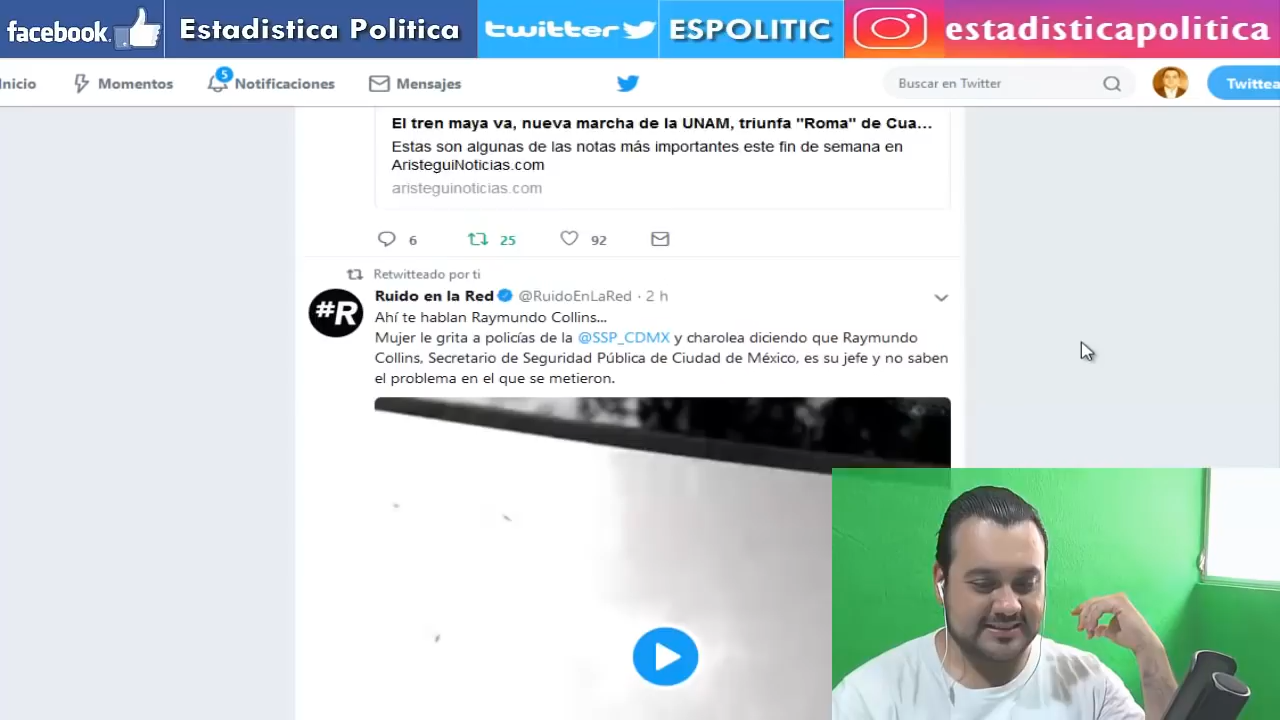 facebook.
Estadística Politica
twitter
ESPOLITIC
estadisticapolitica
Inicio
Momentos
5
Notificaciones
Mensajes
Buscar en Twitter
Twittea
El tren maya va, nueva marcha de la UNAM, triunfa "Roma" de Cua...
Estas son algunas de las notas más importantes este fin de semana en
AristeguiNoticias.com
aristeguinoticias.com
6
25
92
Retwitteado por ti
#R
Ruido en la Red @RuidoEnLaRed · 2 h
Ahí te hablan Raymundo Collins...
Mujer le grita a policías de la @SSP_CDMX y charolea diciendo que Raymundo
Collins, Secretario de Seguridad Pública de Ciudad de México, es su jefe y no saben
el problema en el que se metieron.